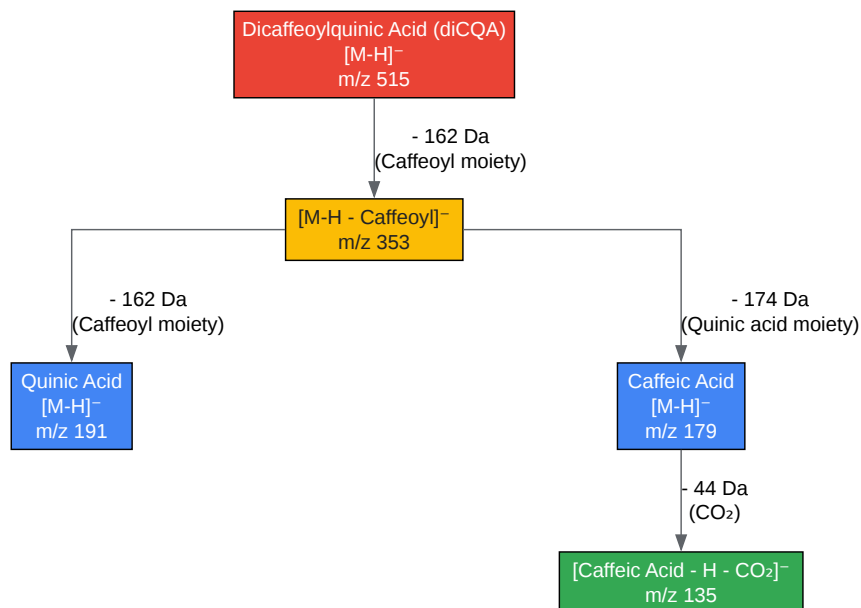 Dicaffeoylquinic Acid (diCQA)
[M-H]⁻
m/z 515
- 162 Da
(Caffeoyl moiety)
[M-H - Caffeoyl]⁻
m/z 353
- 162 Da
(Caffeoyl moiety)
- 174 Da
(Quinic acid moiety)
Quinic Acid
[M-H]⁻
m/z 191
Caffeic Acid
[M-H]⁻
m/z 179
- 44 Da
(CO₂)
[Caffeic Acid - H - CO₂]⁻
m/z 135